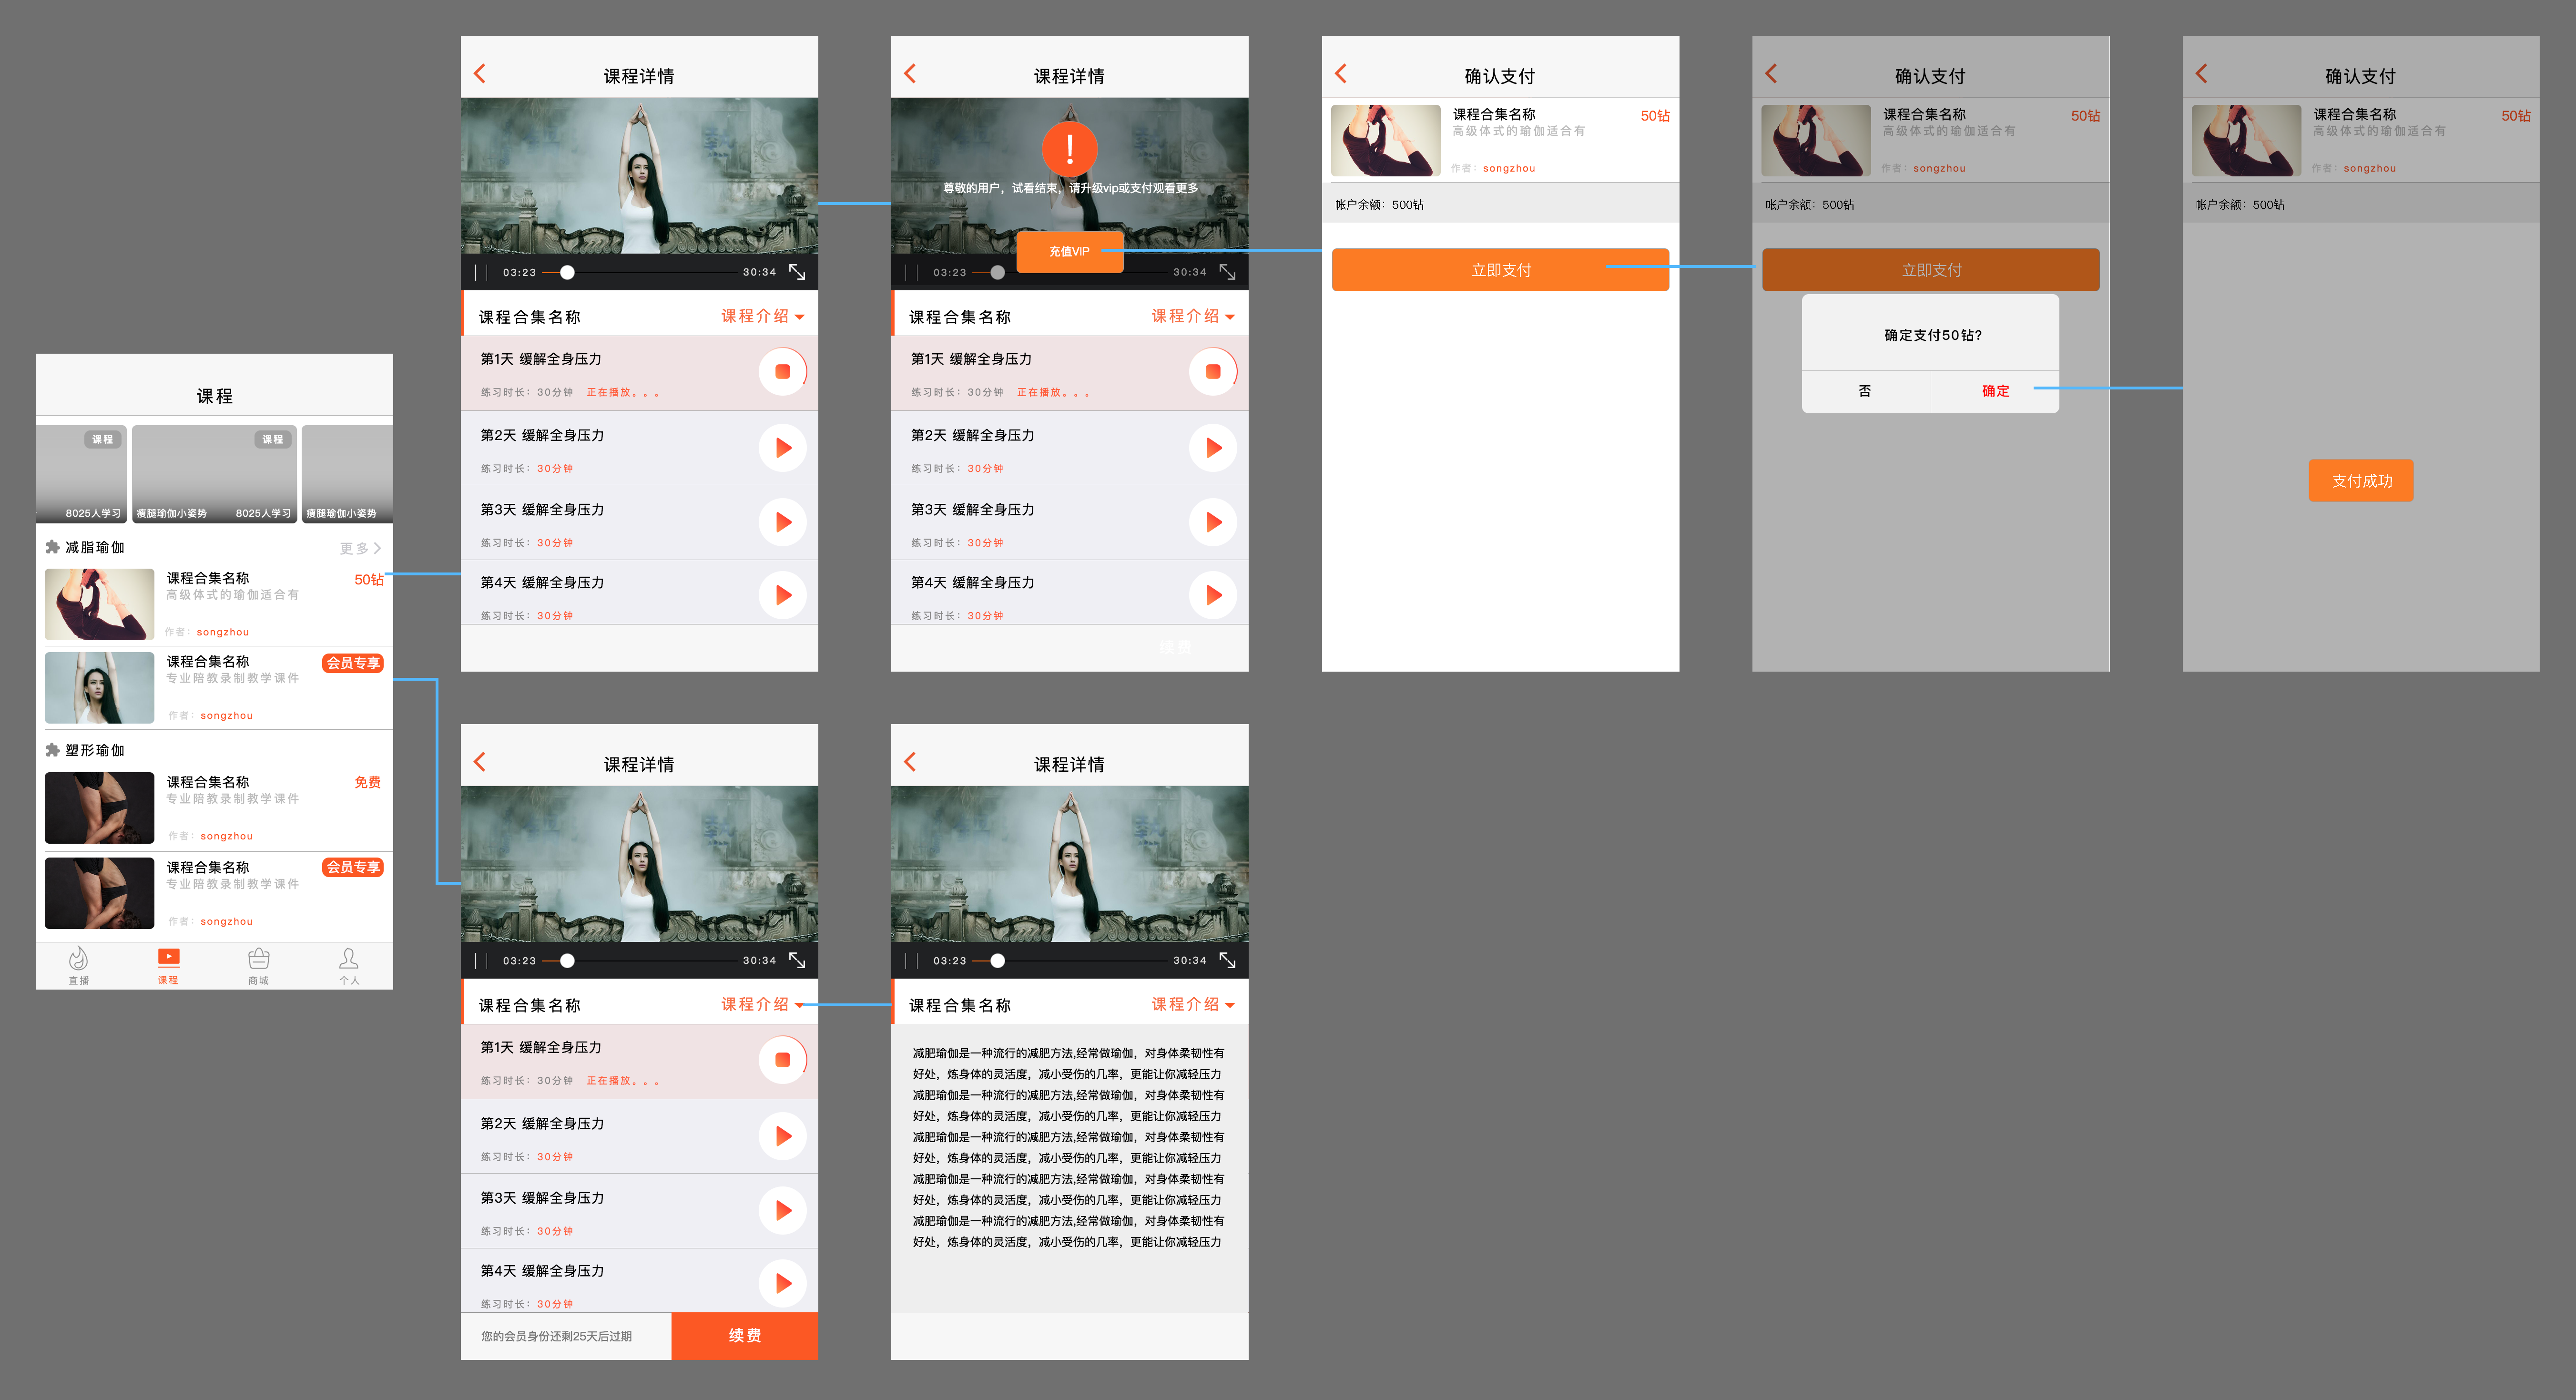 课程
课程
课程
8025人学习
瘦腿瑜伽小姿势
8025人学习
瘦腿瑜伽小姿势
减脂瑜伽
更多
课程合集名称
50钻
高级体式的瑜伽适合有
作者：songzhou
课程合集名称
会员专享
专业陪教录制教学课件
作者：songzhou
塑形瑜伽
课程合集名称
免费
专业陪教录制教学课件
作者：songzhou
课程合集名称
会员专享
专业陪教录制教学课件
作者：songzhou
直播
课程
商城
个人
课程详情
03:23
30:34
课程合集名称
课程介绍
第1天 缓解全身压力
练习时长：30分钟 正在播放。。。
第2天 缓解全身压力
练习时长：30分钟
第3天 缓解全身压力
练习时长：30分钟
第4天 缓解全身压力
练习时长：30分钟
课程详情
!
尊敬的用户，试看结束，请升级vip或支付观看更多
充值VIP
03:23
30:34
课程合集名称
课程介绍
第1天 缓解全身压力
练习时长：30分钟 正在播放。。。
第2天 缓解全身压力
练习时长：30分钟
第3天 缓解全身压力
练习时长：30分钟
第4天 缓解全身压力
练习时长：30分钟
续费
确认支付
课程合集名称
50钻
高级体式的瑜伽适合有
作者：songzhou
帐户余额：500钻
立即支付
确认支付
课程合集名称
50钻
高级体式的瑜伽适合有
作者：songzhou
帐户余额：500钻
立即支付
确定支付50钻?
否
确定
确认支付
课程合集名称
50钻
高级体式的瑜伽适合有
作者：songzhou
帐户余额：500钻
支付成功
课程详情
03:23
30:34
课程合集名称
课程介绍
第1天 缓解全身压力
练习时长：30分钟 正在播放。。。
第2天 缓解全身压力
练习时长：30分钟
第3天 缓解全身压力
练习时长：30分钟
第4天 缓解全身压力
练习时长：30分钟
您的会员身份还剩25天后过期
续费
课程详情
03:23
30:34
课程合集名称
课程介绍
减肥瑜伽是一种流行的减肥方法,经常做瑜伽，对身体柔韧性有
好处，炼身体的灵活度，减小受伤的几率，更能让你减轻压力
减肥瑜伽是一种流行的减肥方法,经常做瑜伽，对身体柔韧性有
好处，炼身体的灵活度，减小受伤的几率，更能让你减轻压力
减肥瑜伽是一种流行的减肥方法,经常做瑜伽，对身体柔韧性有
好处，炼身体的灵活度，减小受伤的几率，更能让你减轻压力
减肥瑜伽是一种流行的减肥方法,经常做瑜伽，对身体柔韧性有
好处，炼身体的灵活度，减小受伤的几率，更能让你减轻压力
减肥瑜伽是一种流行的减肥方法,经常做瑜伽，对身体柔韧性有
好处，炼身体的灵活度，减小受伤的几率，更能让你减轻压力